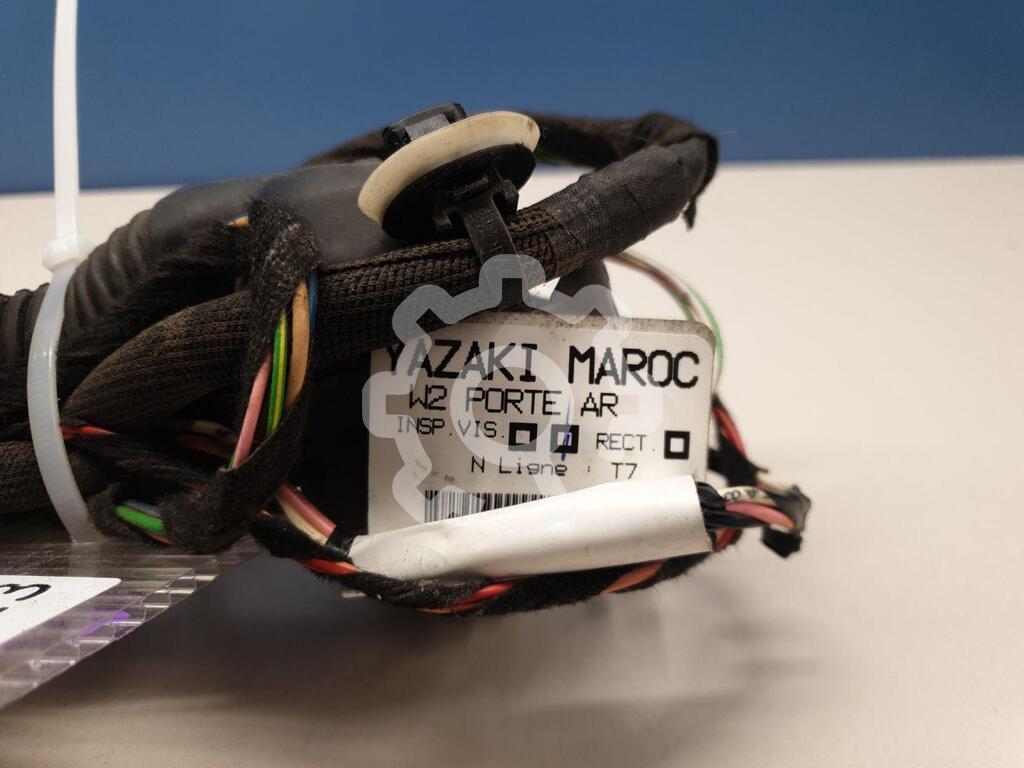 YAZAKI MAROC
W2 PORTE AR
INSP.VIS. RECT.
N Ligne : T7